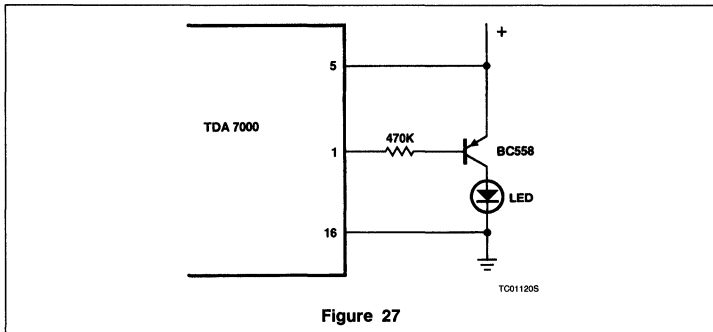 +
5
TDA 7000
470K
1
BC558
LED
16
TC01120S
Figure 27